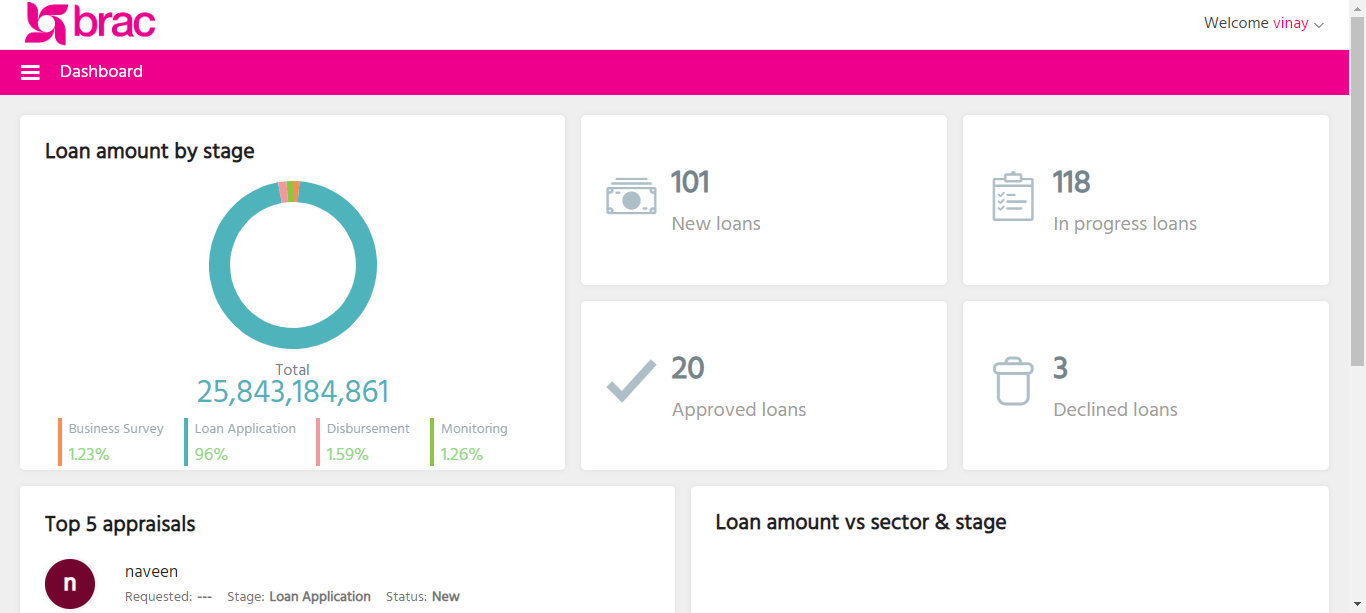 brac
Welcome vinay
Dashboard
Loan amount by stage
Total
25,843,184,861
Business Survey
1.23%
Loan Application
96%
Disbursement
1.59%
Monitoring
1.26%
101
New loans
118
In progress loans
20
Approved loans
3
Declined loans
Top 5 appraisals
n
naveen
Requested: --- Stage: Loan Application Status: New
Loan amount vs sector & stage